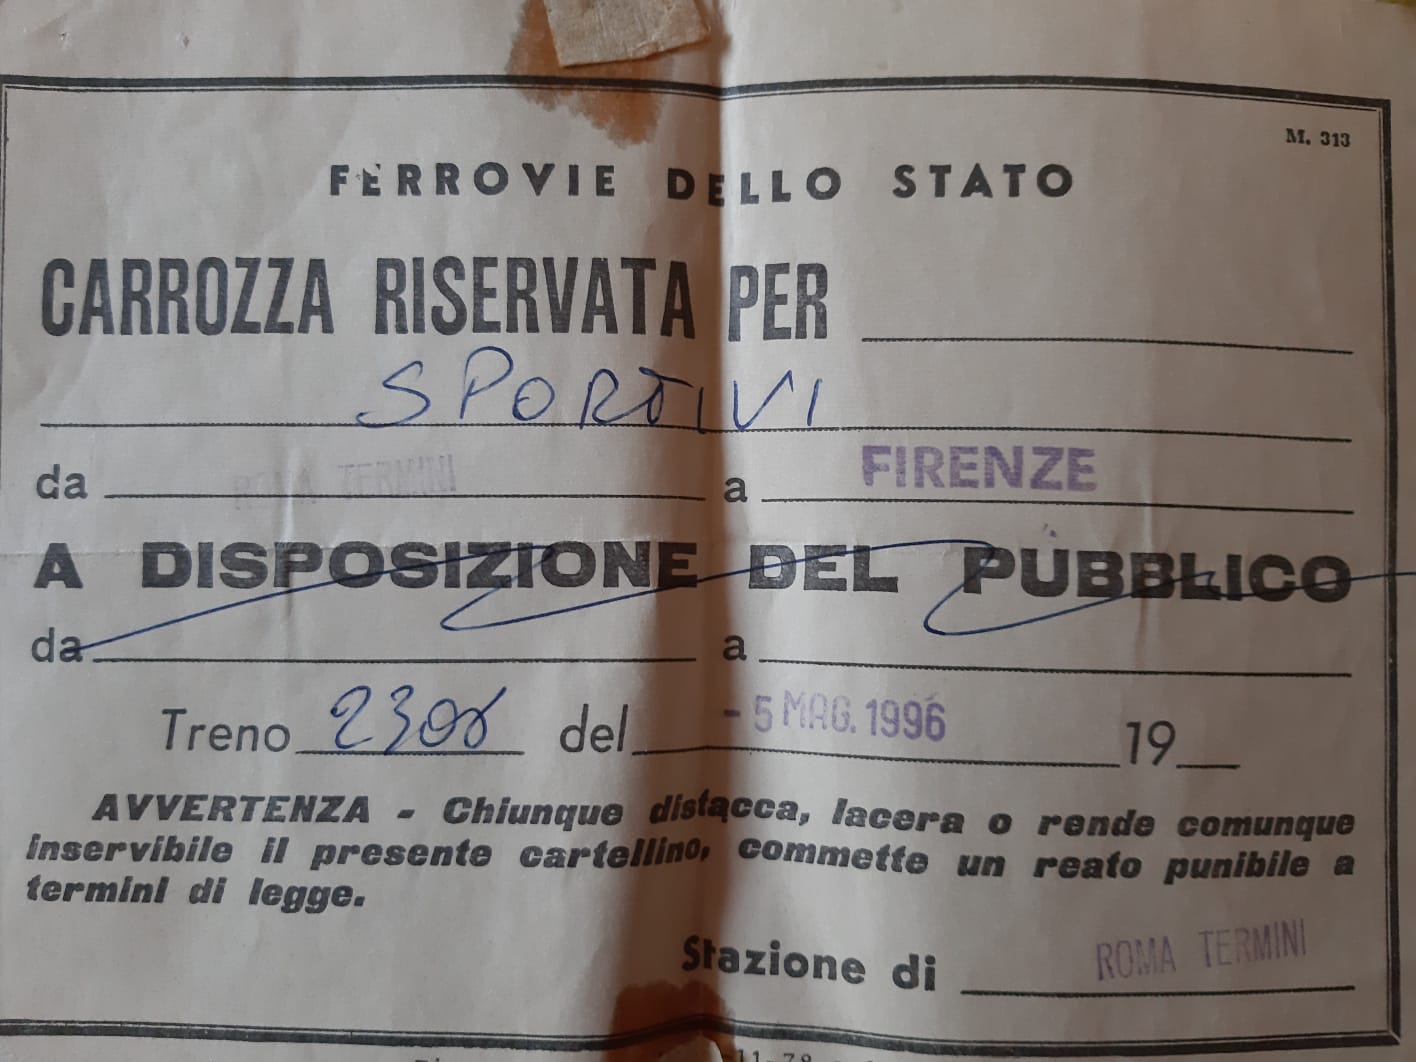 M. 313
FERROVIE DELLO STATO
CARROZZA RISERVATA PER
SPORTIVI
da ROMA TERMINI a FIRENZE
A DISPOSIZIONE DEL PUBBLICO
da a
Treno del - 5 MAG. 1996 19
AVVERTENZA - Chiunque distacca, lacera o rende comunque
inservibile il presente cartellino, commette un reato punibile a
termini di legge.
Stazione di ROMA TERMINI